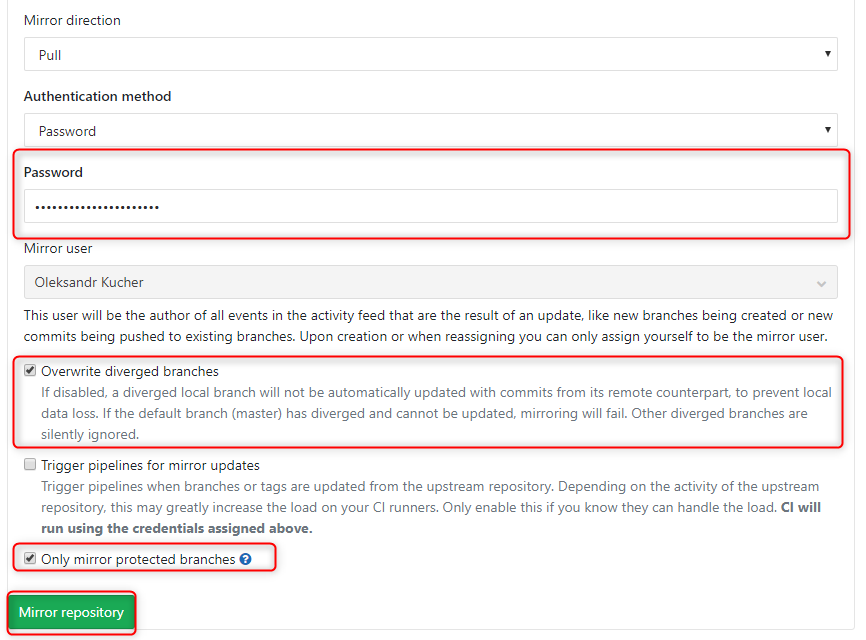 Mirror direction
Pull
Authentication method
Password
Password
••••••••••••••••••••••
Mirror user
Oleksandr Kucher
This user will be the author of all events in the activity feed that are the result of an update, like new branches being created or new
commits being pushed to existing branches. Upon creation or when reassigning you can only assign yourself to be the mirror user.
Overwrite diverged branches
If disabled, a diverged local branch will not be automatically updated with commits from its remote counterpart, to prevent local
data loss. If the default branch (master) has diverged and cannot be updated, mirroring will fail. Other diverged branches are
silently ignored.
Trigger pipelines for mirror updates
Trigger pipelines when branches or tags are updated from the upstream repository. Depending on the activity of the upstream
repository, this may greatly increase the load on your CI runners. Only enable this if you know they can handle the load. CI will
run using the credentials assigned above.
Only mirror protected branches ?
Mirror repository